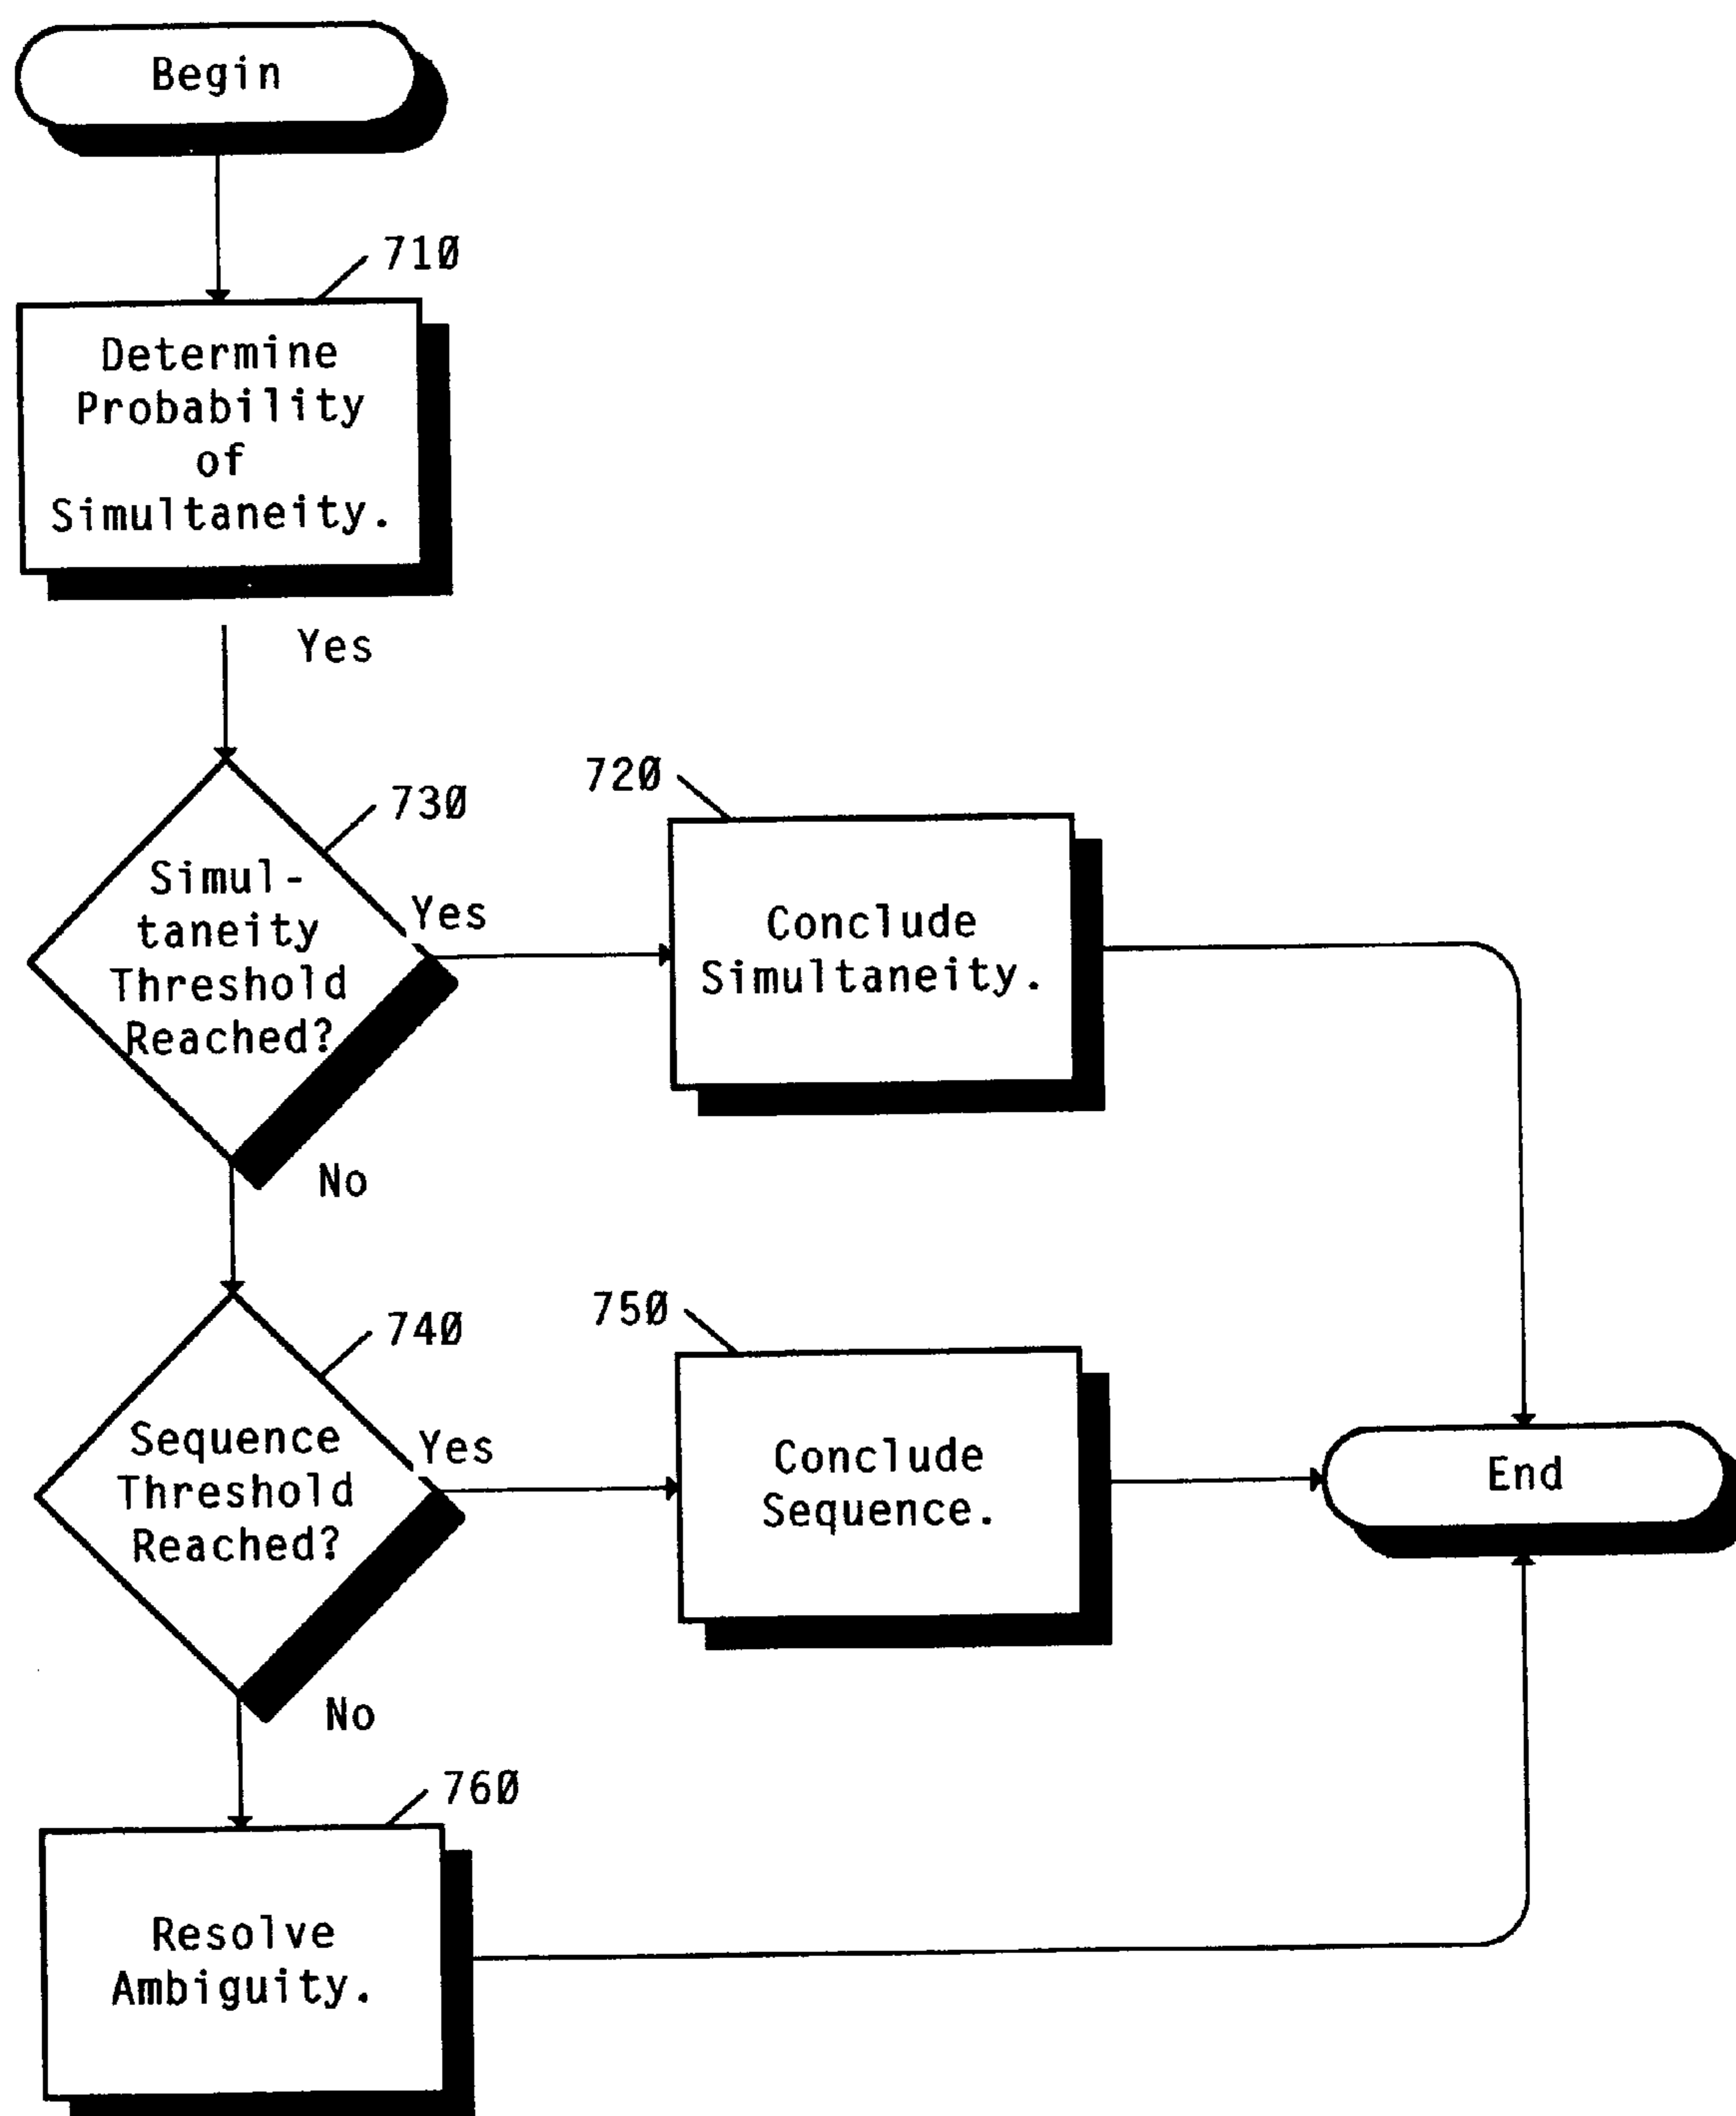 Begin
710
Determine
Probability
of
Simultaneity.
Yes
730
Simul-
taneity
Threshold
Reached?
Yes
720
Conclude
Simultaneity.
No
740
Sequence
Threshold
Reached?
Yes
750
Conclude
Sequence.
End
No
760
Resolve
Ambiguity.